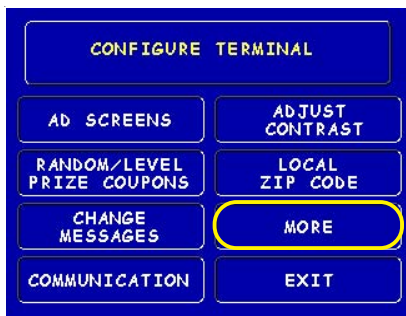 CONFIGURE TERMINAL
AD SCREENS
ADJUST
CONTRAST
RANDOM/LEVEL
PRIZE COUPONS
LOCAL
ZIP CODE
CHANGE
MESSAGES
MORE
COMMUNICATION
EXIT